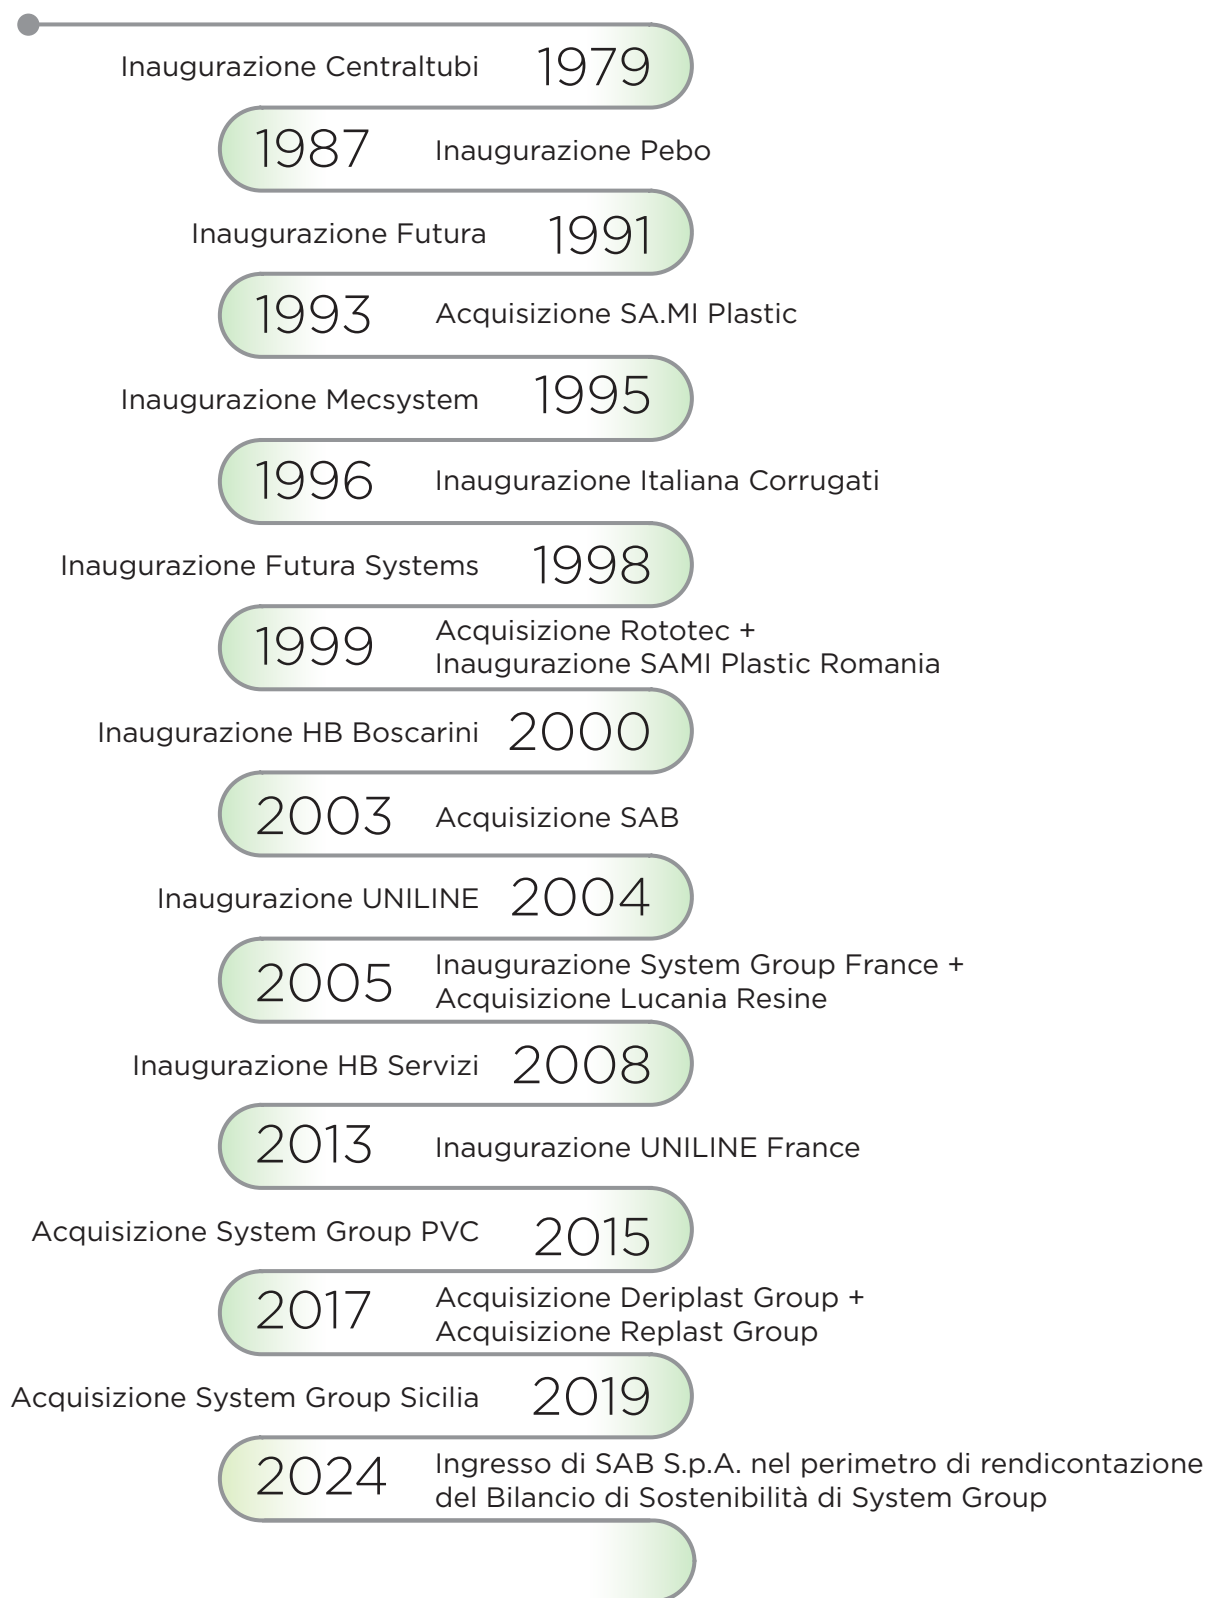 Inaugurazione Centraltubi 1979
1987 Inaugurazione Pebo
Inaugurazione Futura 1991
1993 Acquisizione SA.MI Plastic
Inaugurazione Mecsystem 1995
1996 Inaugurazione Italiana Corrugati
Inaugurazione Futura Systems 1998
1999 Acquisizione Rototec +
Inaugurazione SAMI Plastic Romania
Inaugurazione HB Boscarini 2000
2003 Acquisizione SAB
Inaugurazione UNILINE 2004
2005 Inaugurazione System Group France +
Acquisizione Lucania Resine
Inaugurazione HB Servizi 2008
2013 Inaugurazione UNILINE France
Acquisizione System Group PVC 2015
2017 Acquisizione Deriplast Group +
Acquisizione Replast Group
Acquisizione System Group Sicilia 2019
2024 Ingresso di SAB S.p.A. nel perimetro di rendicontazione
del Bilancio di Sostenibilità di System Group